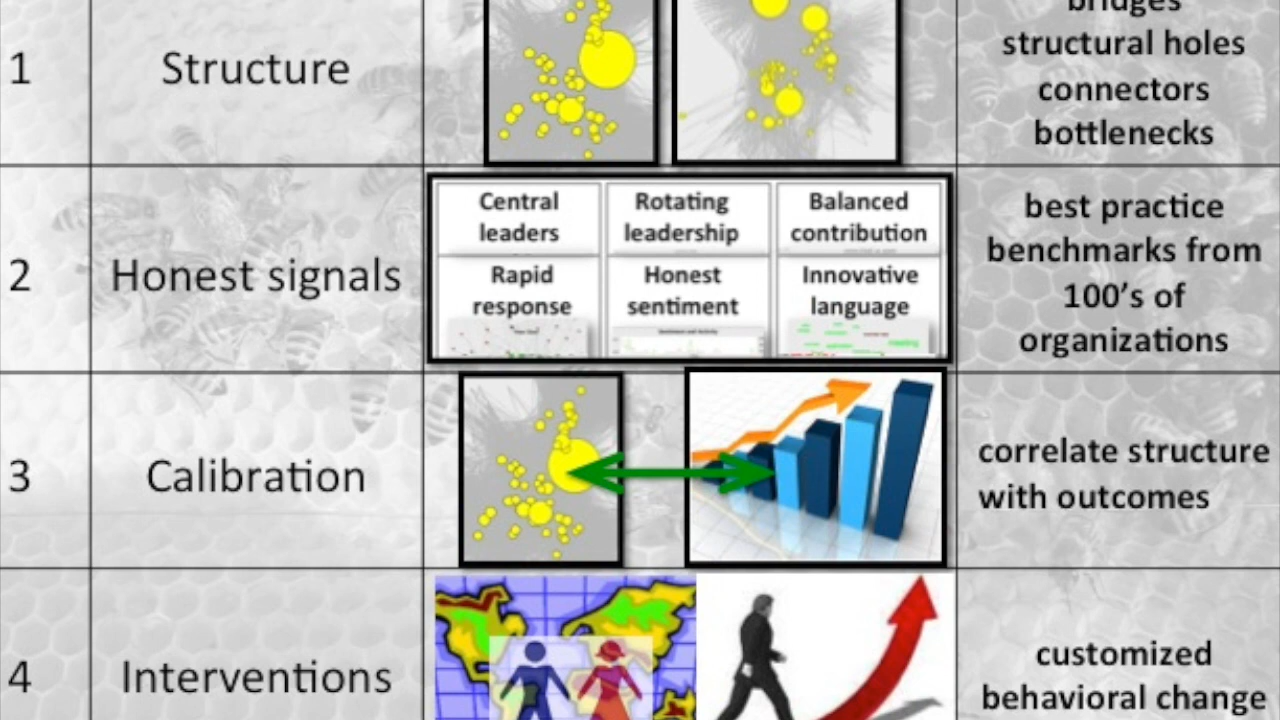 bridges
1
Structure
structural holes
connectors
bottlenecks
2
Honest signals
Central
leaders
Rotating
leadership
Balanced
contribution
Rapid
response
Honest
sentiment
Innovative
language
best practice
benchmarks from
100’s of
organizations
3
Calibration
correlate structure
with outcomes
4
Interventions
customized
behavioral change